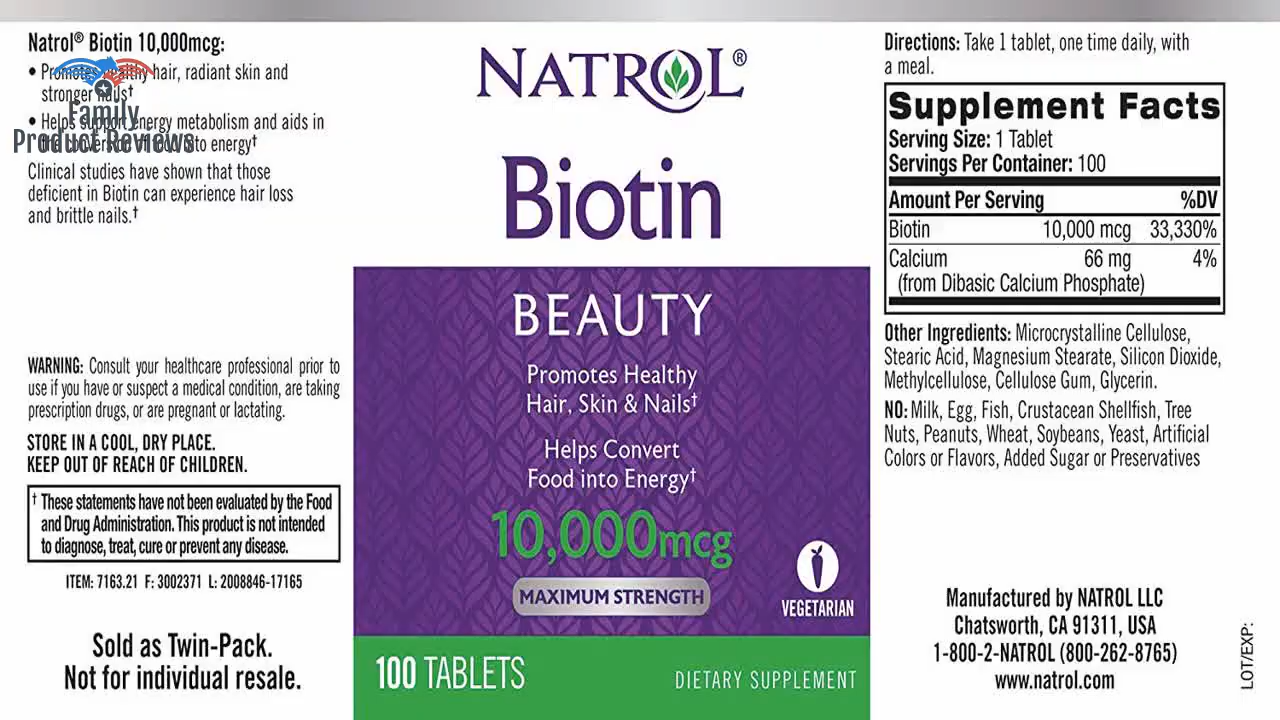 Natrol® Biotin 10,000mcg:
• Promotes healthy hair, radiant skin and
stronger nails†
• Helps support energy metabolism and aids in
the conversion of food into energy†
Clinical studies have shown that those
deficient in Biotin can experience hair loss
and brittle nails.†
Family
Product Reviews
WARNING: Consult your healthcare professional prior to
use if you have or suspect a medical condition, are taking
prescription drugs, or are pregnant or lactating.
STORE IN A COOL, DRY PLACE.
KEEP OUT OF REACH OF CHILDREN.
† These statements have not been evaluated by the Food
and Drug Administration. This product is not intended
to diagnose, treat, cure or prevent any disease.
ITEM: 7163.21 F: 3002371 L: 2008846-17165
Sold as Twin-Pack.
Not for individual resale.
NATROL®
Biotin
BEAUTY
Promotes Healthy
Hair, Skin & Nails†
Helps Convert
Food into Energy†
10,000mcg
MAXIMUM STRENGTH
VEGETARIAN
100 TABLETS
DIETARY SUPPLEMENT
Directions: Take 1 tablet, one time daily, with
a meal.
Supplement Facts
Serving Size: 1 Tablet
Servings Per Container: 100
Amount Per Serving %DV
Biotin 10,000 mcg 33,330%
Calcium 66 mg 4%
(from Dibasic Calcium Phosphate)
Other Ingredients: Microcrystalline Cellulose,
Stearic Acid, Magnesium Stearate, Silicon Dioxide,
Methylcellulose, Cellulose Gum, Glycerin.
NO: Milk, Egg, Fish, Crustacean Shellfish, Tree
Nuts, Peanuts, Wheat, Soybeans, Yeast, Artificial
Colors or Flavors, Added Sugar or Preservatives
Manufactured by NATROL LLC
Chatsworth, CA 91311, USA
1-800-2-NATROL (800-262-8765)
www.natrol.com
LOT/EXP: